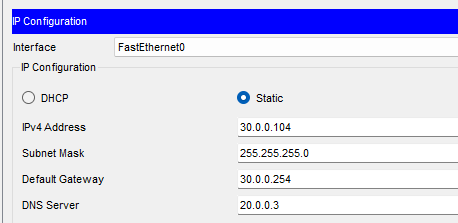 IP Configuration
Interface FastEthernet0
IP Configuration
DHCP Static
IPv4 Address 30.0.0.104
Subnet Mask 255.255.255.0
Default Gateway 30.0.0.254
DNS Server 20.0.0.3